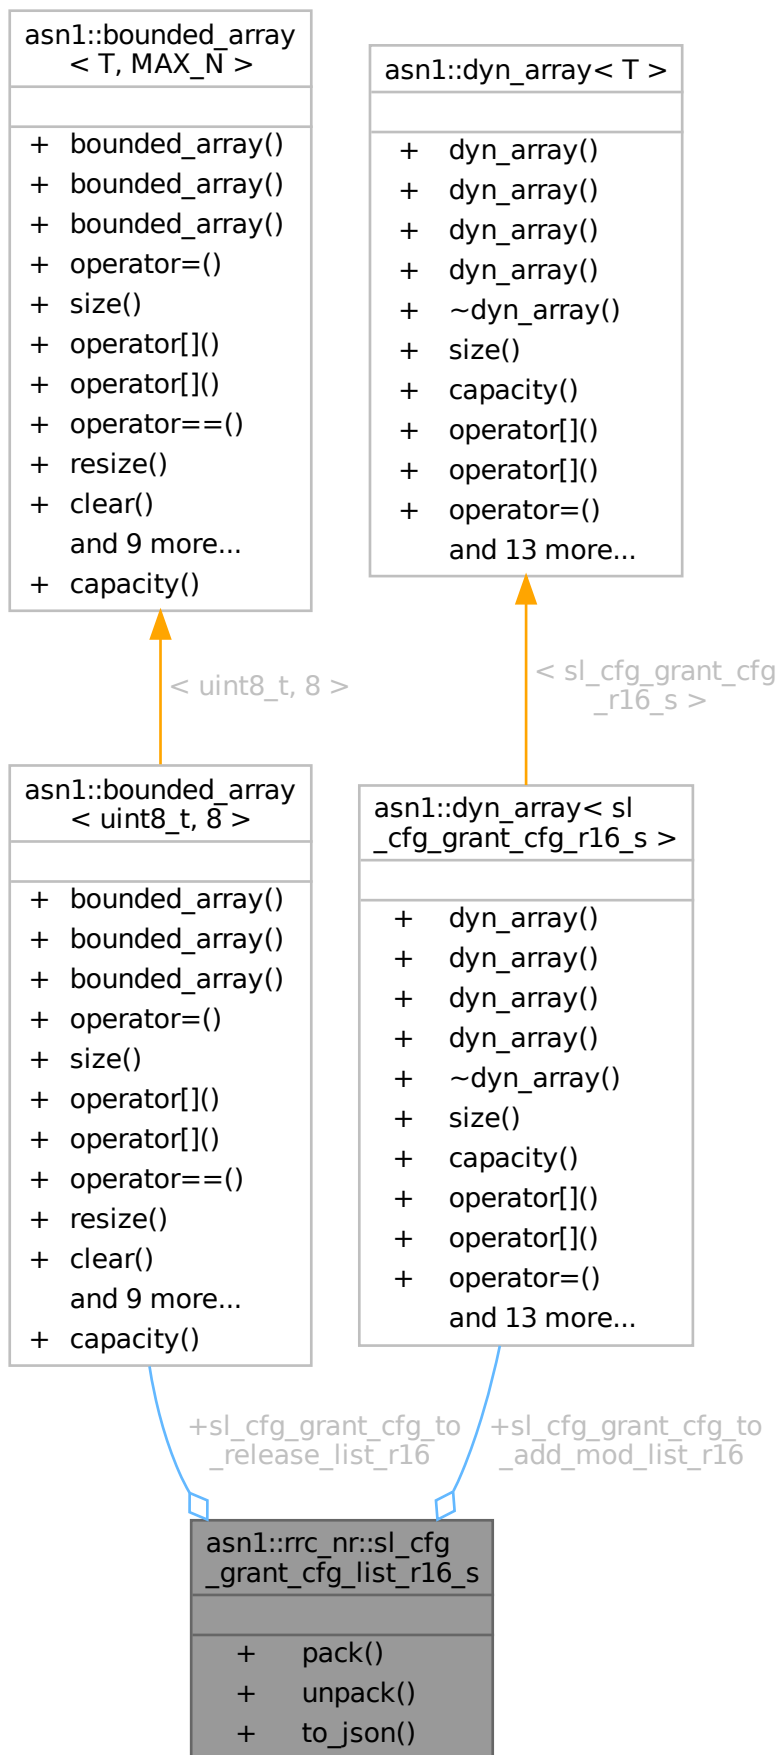 asn1::bounded_array
< T, MAX_N >
+ bounded_array()
+ bounded_array()
+ bounded_array()
+ operator=()
+ size()
+ operator[]()
+ operator[]()
+ operator==()
+ resize()
+ clear()
and 9 more...
+ capacity()
asn1::dyn_array< T >
+ dyn_array()
+ dyn_array()
+ dyn_array()
+ dyn_array()
+ ~dyn_array()
+ size()
+ capacity()
+ operator[]()
+ operator[]()
+ operator=()
and 13 more...
< uint8_t, 8 >
< sl_cfg_grant_cfg
_r16_s >
asn1::bounded_array
< uint8_t, 8 >
+ bounded_array()
+ bounded_array()
+ bounded_array()
+ operator=()
+ size()
+ operator[]()
+ operator[]()
+ operator==()
+ resize()
+ clear()
and 9 more...
+ capacity()
asn1::dyn_array< sl
_cfg_grant_cfg_r16_s >
+ dyn_array()
+ dyn_array()
+ dyn_array()
+ dyn_array()
+ ~dyn_array()
+ size()
+ capacity()
+ operator[]()
+ operator[]()
+ operator=()
and 13 more...
+sl_cfg_grant_cfg_to
_release_list_r16
+sl_cfg_grant_cfg_to
_add_mod_list_r16
asn1::rrc_nr::sl_cfg
_grant_cfg_list_r16_s
+ pack()
+ unpack()
+ to_json()